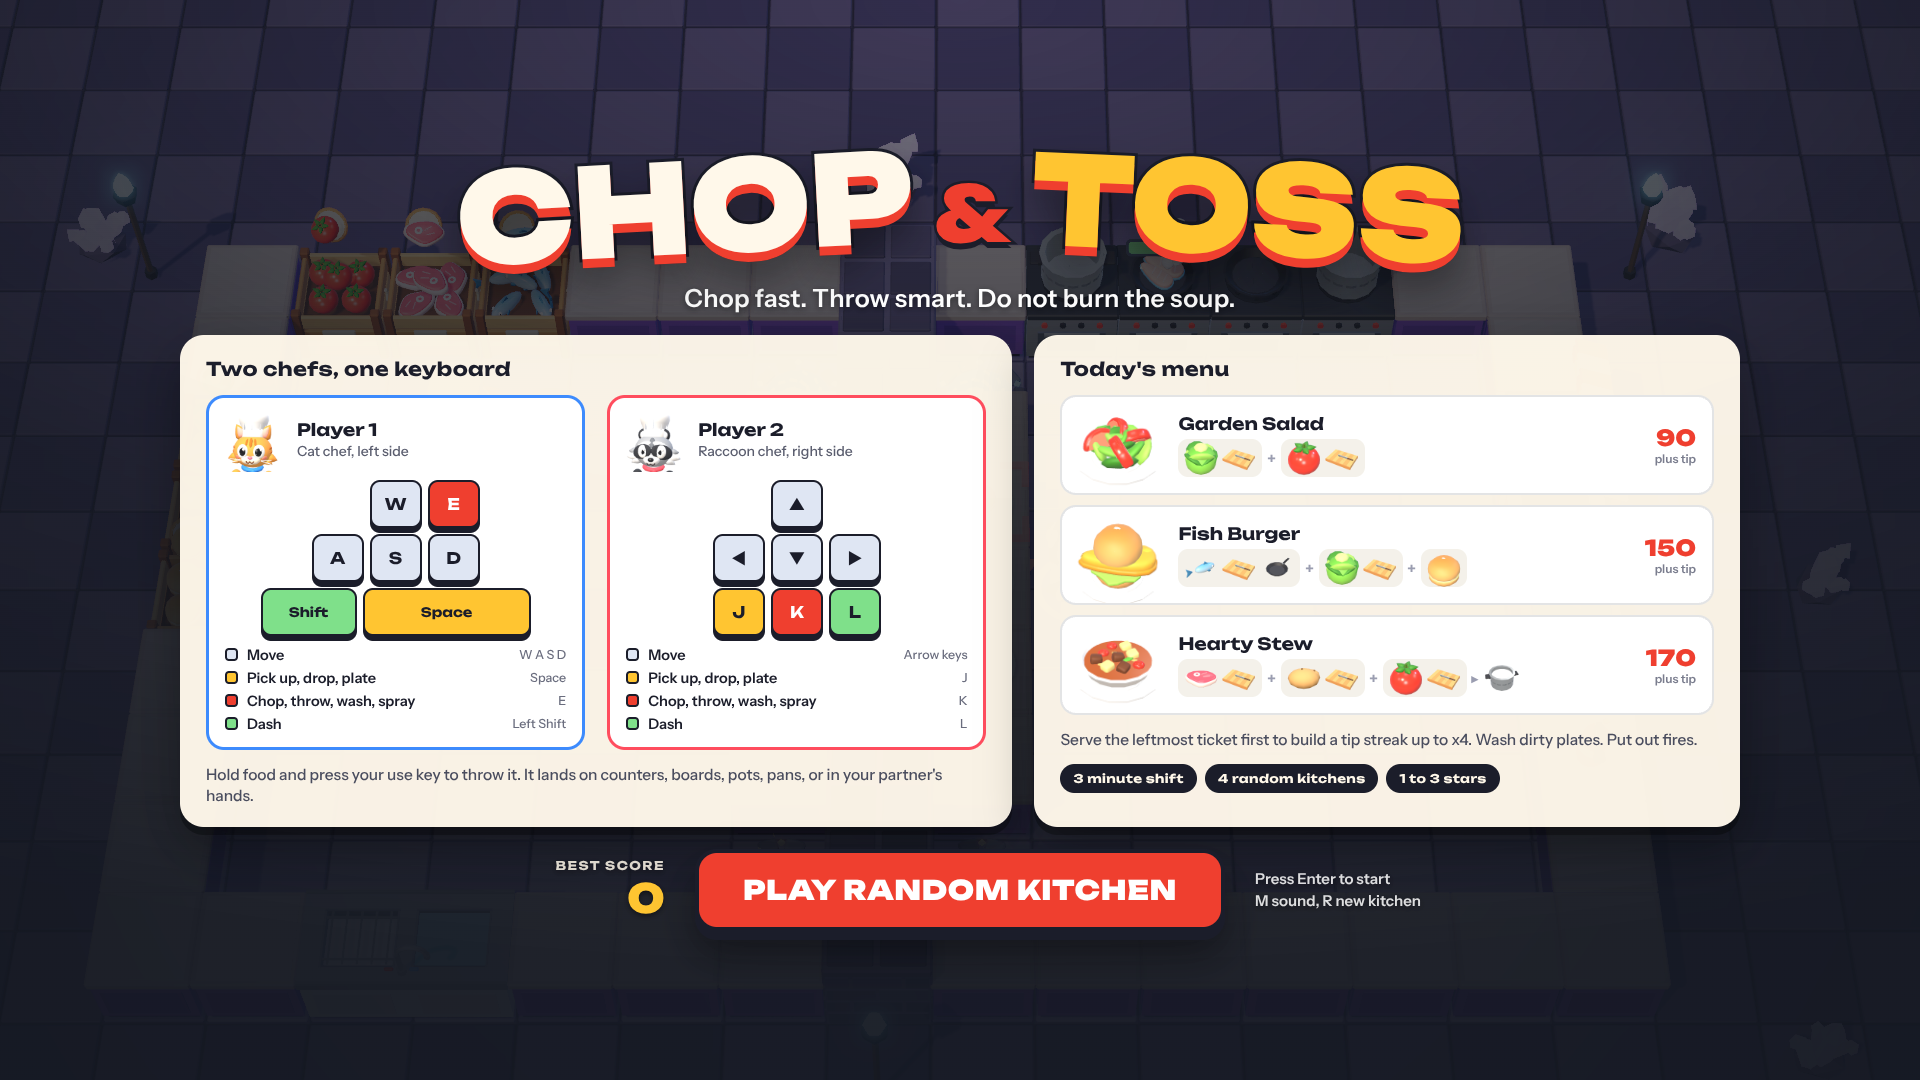 CHOP & TOSS
Chop fast. Throw smart. Do not burn the soup.
Two chefs, one keyboard
Player 1
Cat chef, left side
W E
A S D
Shift Space
Move W A S D
Pick up, drop, plate Space
Chop, throw, wash, spray E
Dash Left Shift
Player 2
Raccoon chef, right side
▲
◀ ▼ ▶
J K L
Move Arrow keys
Pick up, drop, plate J
Chop, throw, wash, spray K
Dash L
Hold food and press your use key to throw it. It lands on counters, boards, pots, pans, or in your partner's
hands.
Today's menu
Garden Salad
+
90
plus tip
Fish Burger
+ +
150
plus tip
Hearty Stew
+ + ▸
170
plus tip
Serve the leftmost ticket first to build a tip streak up to x4. Wash dirty plates. Put out fires.
3 minute shift 4 random kitchens 1 to 3 stars
BEST SCORE
0
PLAY RANDOM KITCHEN
Press Enter to start
M sound, R new kitchen